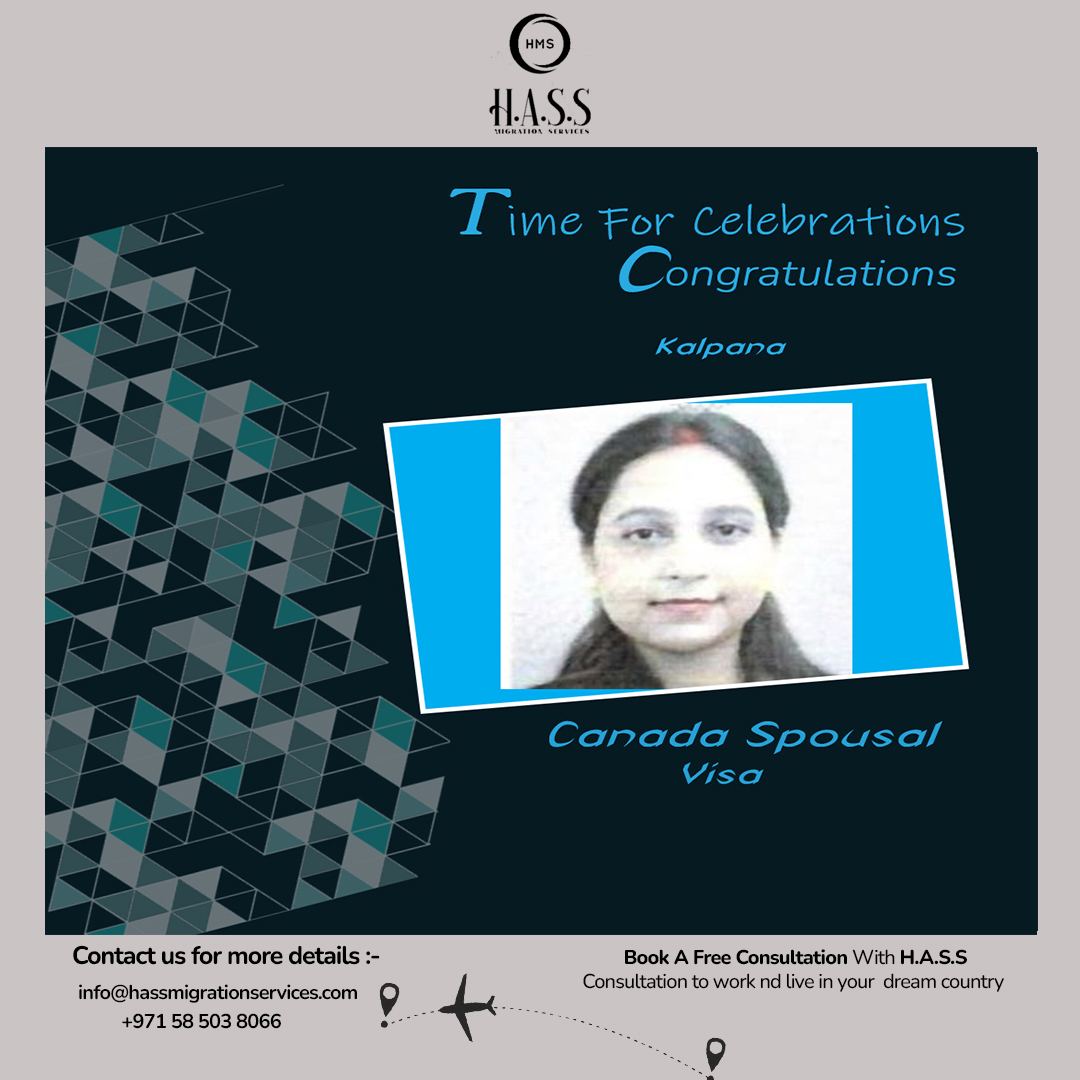 HMS
H.A.S.S
MIGRATION SERVICES
Time For Celebrations
Congratulations
Kalpana
Canada Spousal
Visa
Contact us for more details :-
info@hassmigrationservices.com
+971 58 503 8066
Book A Free Consultation With H.A.S.S
Consultation to work nd live in your dream country